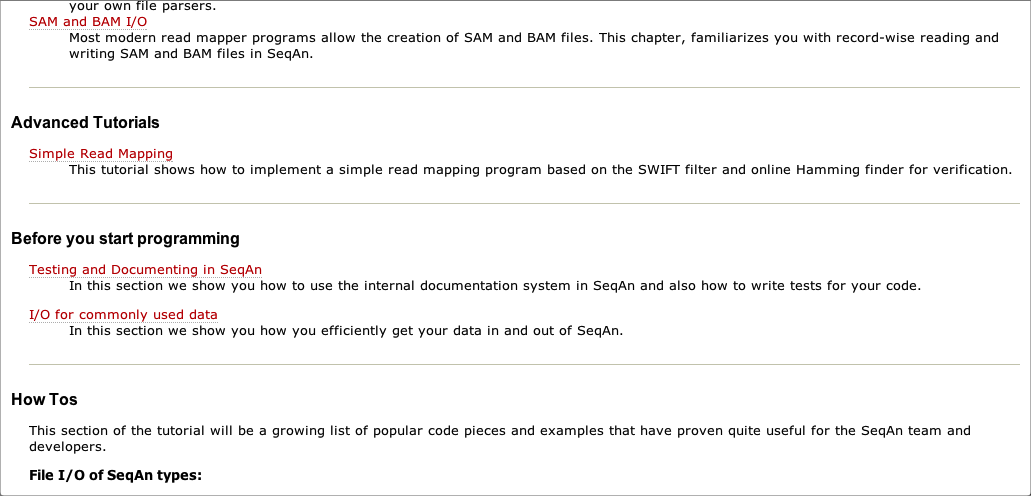 your own file parsers.
SAM and BAM I/O
Most modern read mapper programs allow the creation of SAM and BAM files. This chapter, familiarizes you with record-wise reading and
writing SAM and BAM files in SeqAn.
Advanced Tutorials
Simple Read Mapping
This tutorial shows how to implement a simple read mapping program based on the SWIFT filter and online Hamming finder for verification.
Before you start programming
Testing and Documenting in SeqAn
In this section we show you how to use the internal documentation system in SeqAn and also how to write tests for your code.
I/O for commonly used data
In this section we show you how you efficiently get your data in and out of SeqAn.
How Tos
This section of the tutorial will be a growing list of popular code pieces and examples that have proven quite useful for the SeqAn team and
developers.
File I/O of SeqAn types: